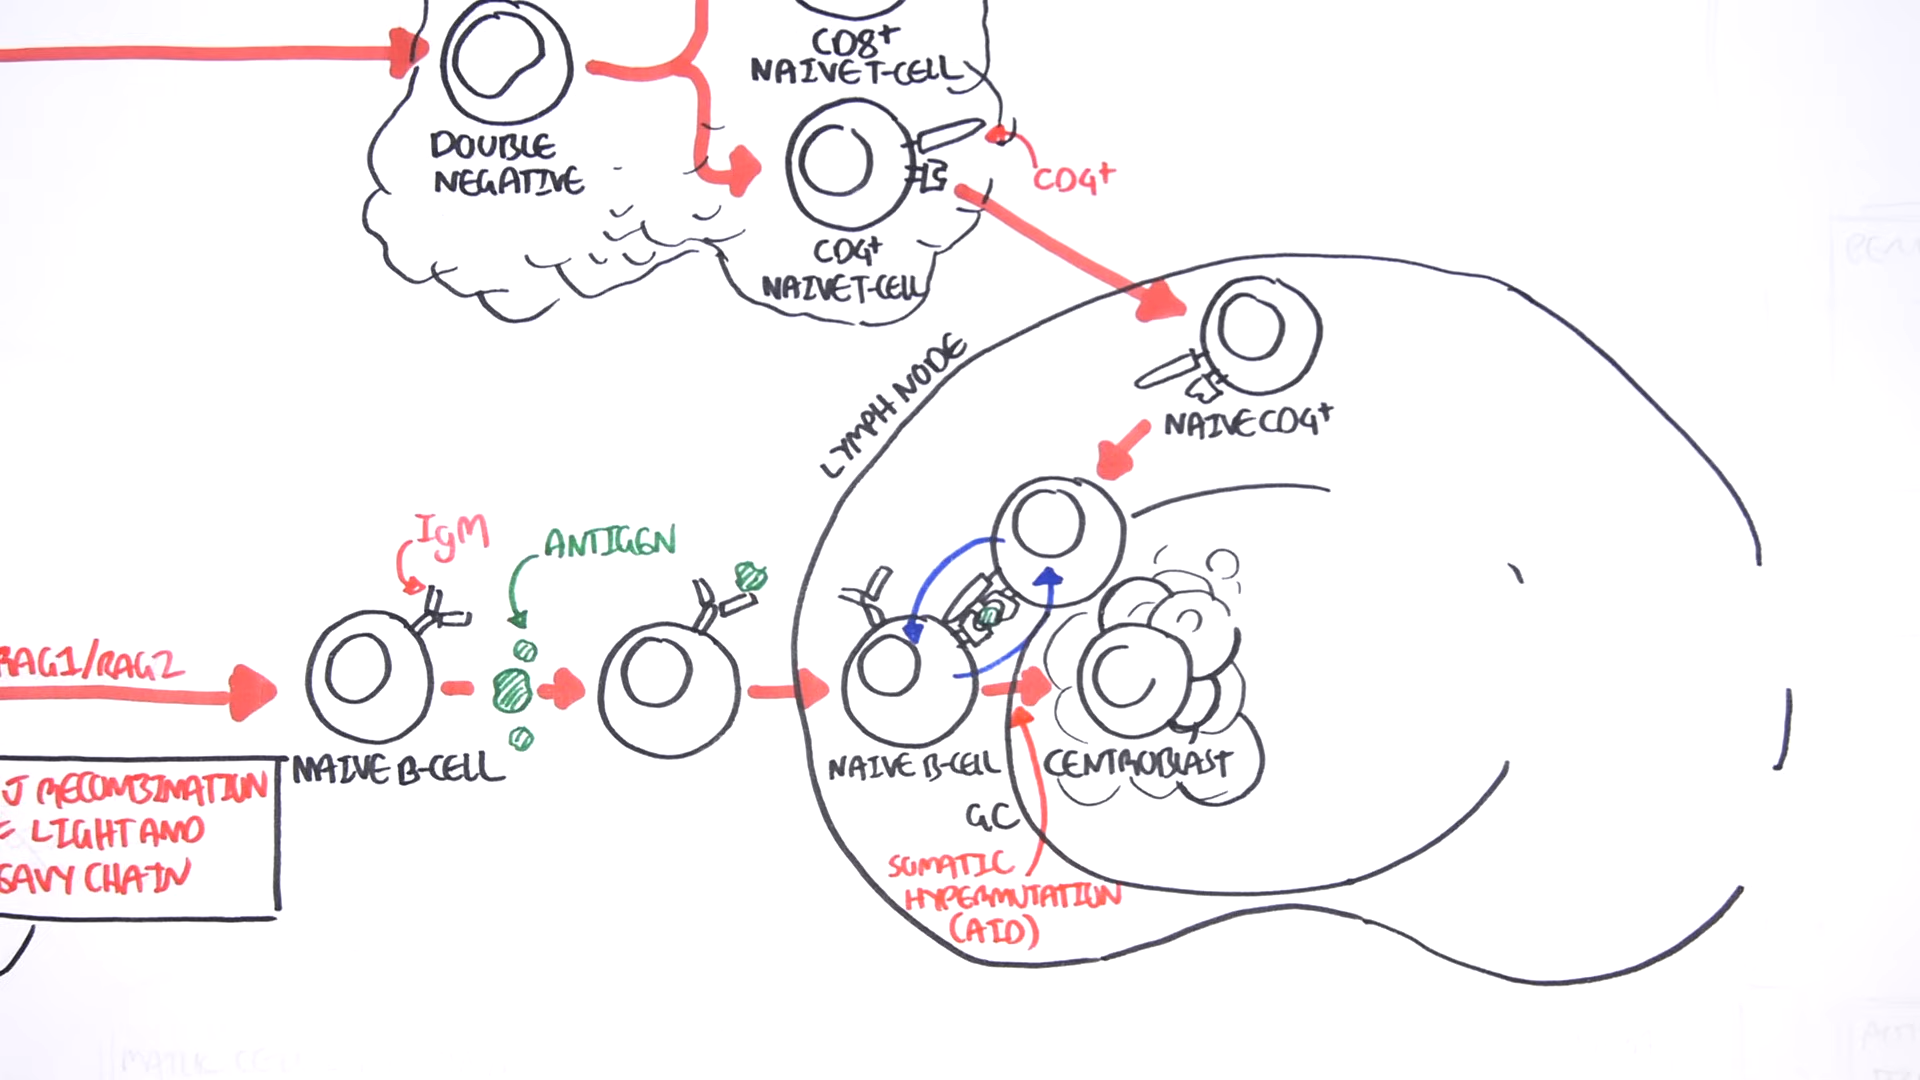 CD8+
NAIVE T-CELL
DOUBLE
NEGATIVE
CD4+
CD4+
NAIVE T-CELL
LYMPH NODE
NAIVE CD4+
IgM
ANTIGEN
RAG1/RAG2
NAIVE B-CELL
NAIVE B-CELL
CENTROBLAST
GC
J RECOMBINATION
LIGHT AND
CHAIN
SOMATIC
HYPERMUTATION
(AID)